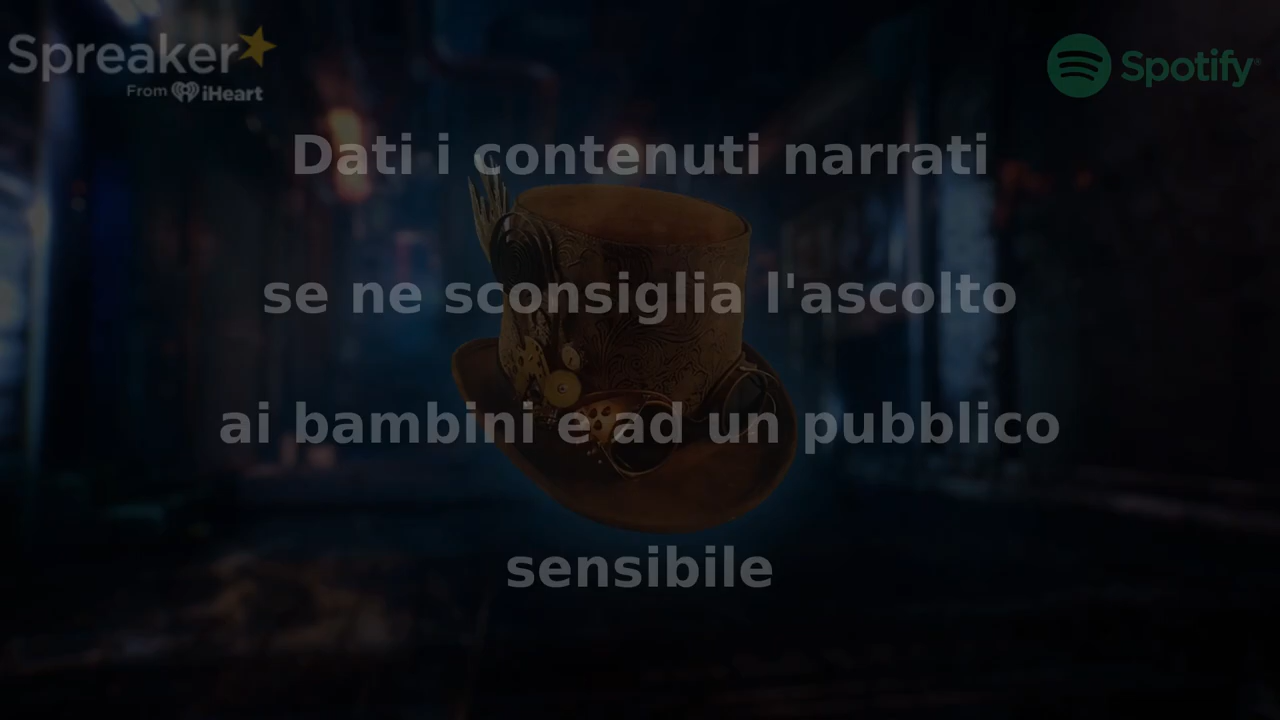 Spreaker
From iHeart
Spotify
Dati i contenuti narrati
se ne sconsiglia l'ascolto
ai bambini e ad un pubblico
sensibile